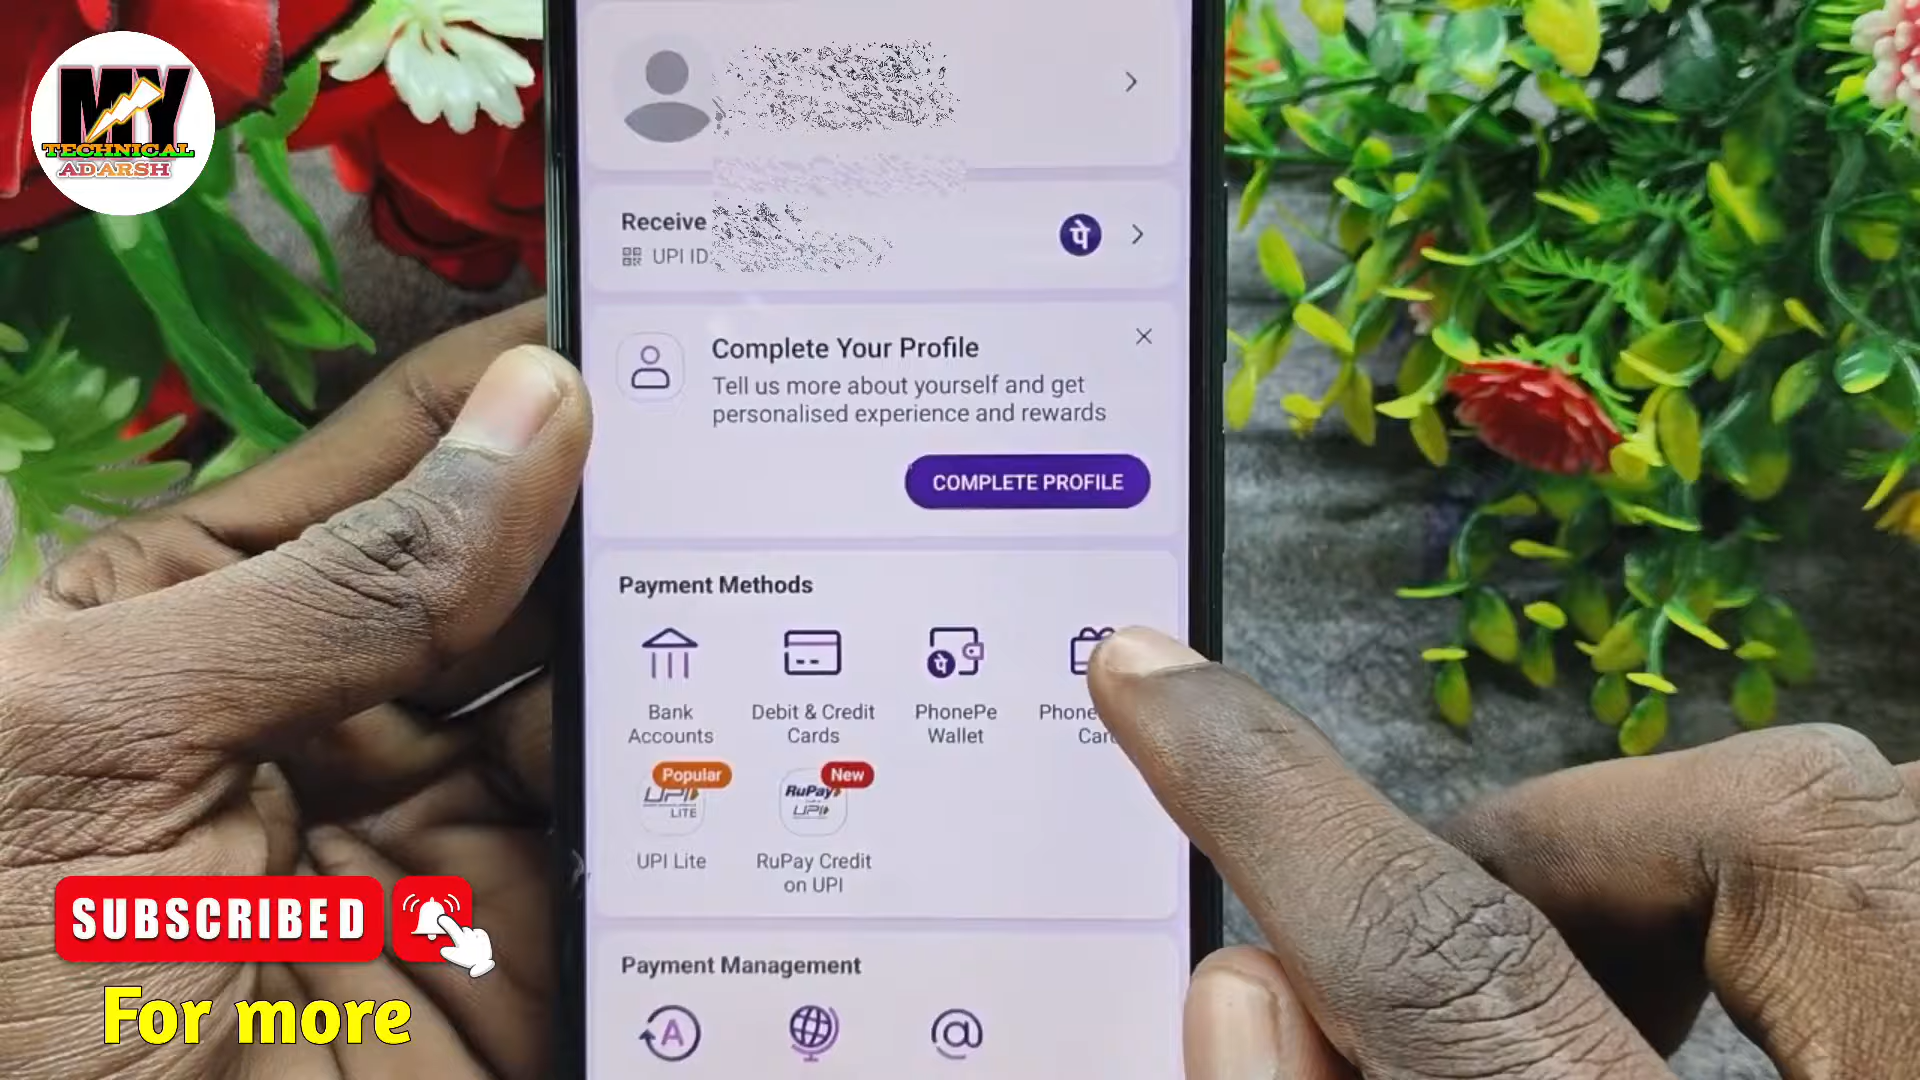 MY
TECHNICAL
ADARSH
Receive
UPI ID:
पे
Complete Your Profile
Tell us more about yourself and get
personalised experience and rewards
COMPLETE PROFILE
Payment Methods
पे
Bank
Accounts
Debit & Credit
Cards
PhonePe
Wallet
Popular
UPI
LITE
UPI Lite
New
RuPay
UPI
RuPay Credit
on UPI
SUBSCRIBED
For more
Payment Management
A
@